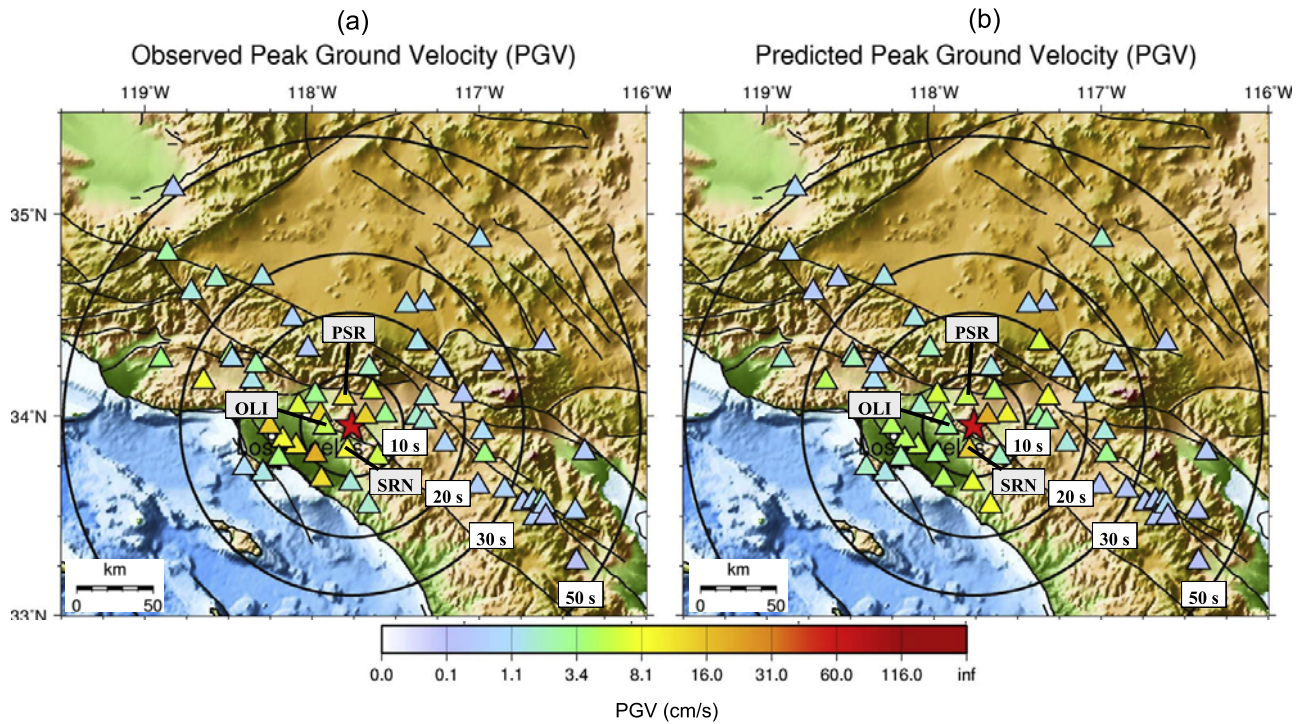 (a) (b)
Observed Peak Ground Velocity (PGV) Predicted Peak Ground Velocity (PGV)
119°W 118°W 117°W 116°W 119°W 118°W 117°W 116°W
35°N
PSR PSR
34°N OLI OLI
10 s 10 s
SRN SRN
20 s 20 s
30 s 30 s
km km
0 50 0 50
50 s 50 s
33°N
0.0 0.1 1.1 3.4 8.1 16.0 31.0 60.0 116.0 inf
PGV (cm/s)